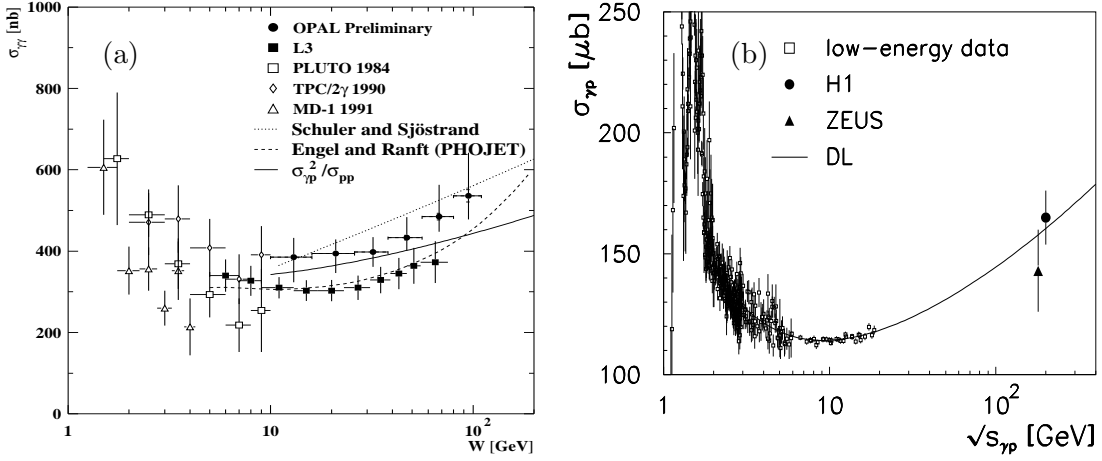 σγγ [nb]
1000
800
600
400
200
0
(a)
OPAL Preliminary
L3
PLUTO 1984
TPC/2γ 1990
MD-1 1991
Schuler and Sjöstrand
Engel and Ranft (PHOJET)
σγp² /σpp
1
10
10²
W [GeV]
σγp [μb]
250
200
150
100
(b)
low-energy data
H1
ZEUS
DL
1
10
10²
√sγp [GeV]